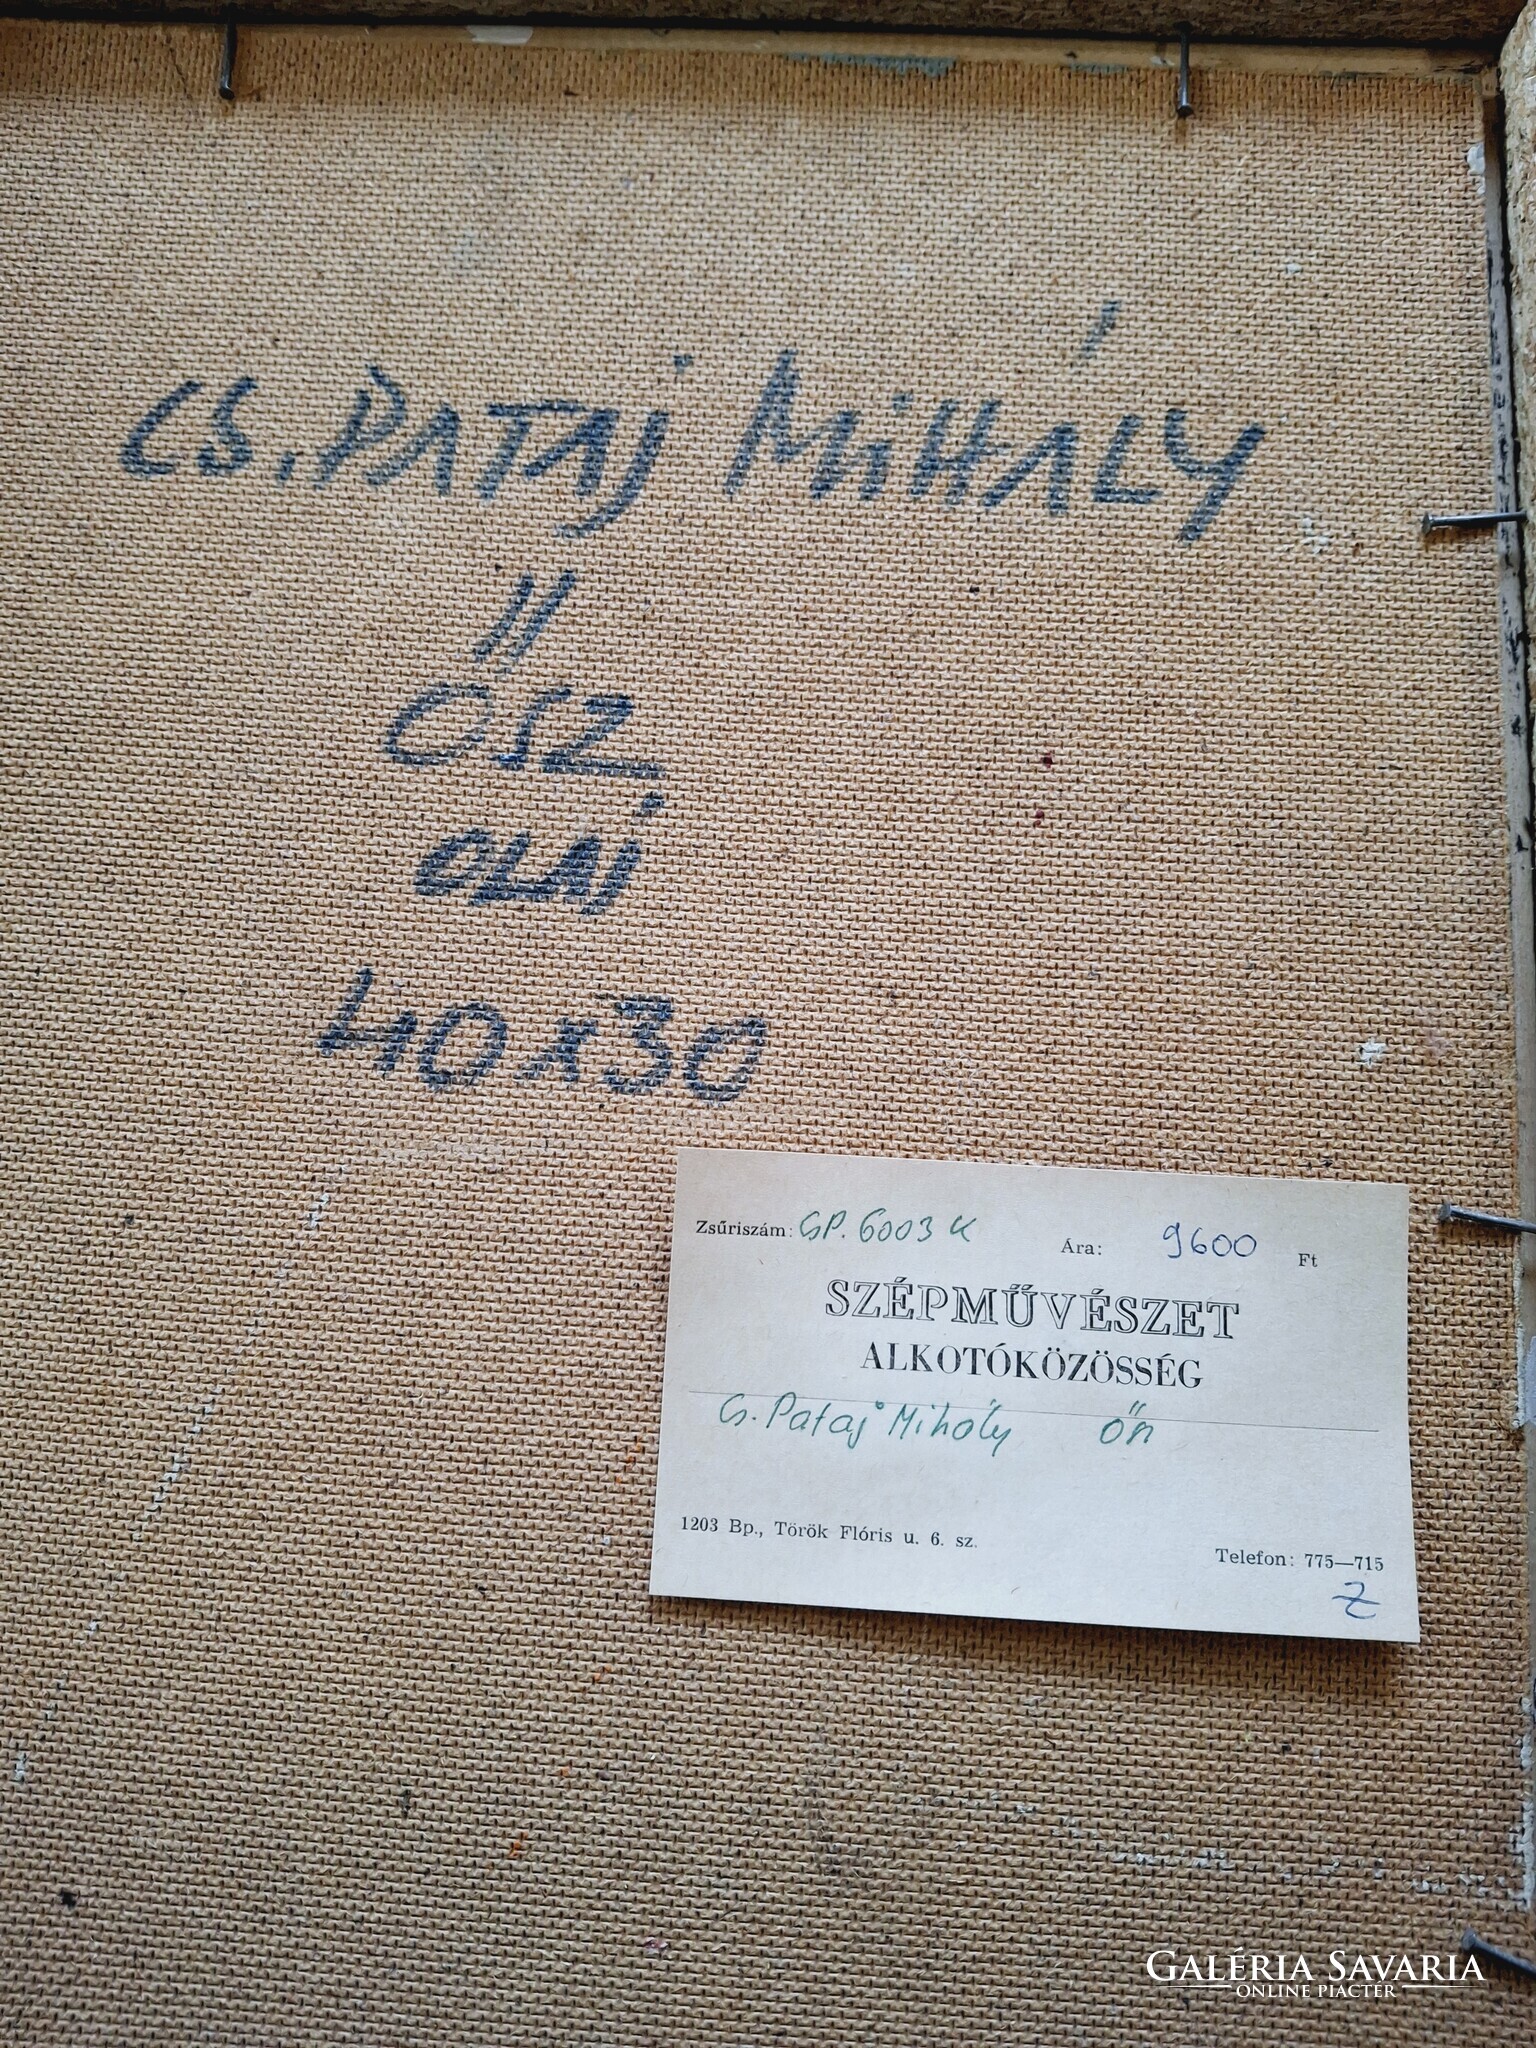 CS. PATAJ MIHÁLY
ŐSZ
OLAJ
40x30
Zsűriszám: GP. 6003 K Ára: 9600 Ft
SZÉPMŰVÉSZET
ALKOTÓKÖZÖSSÉG
Cs. Pataj Mihály
1203 Bp., Török Flóris u. 6. sz.
Telefon: 775—715
GALÉRIA SAVARIA
ONLINE PIACTÉR